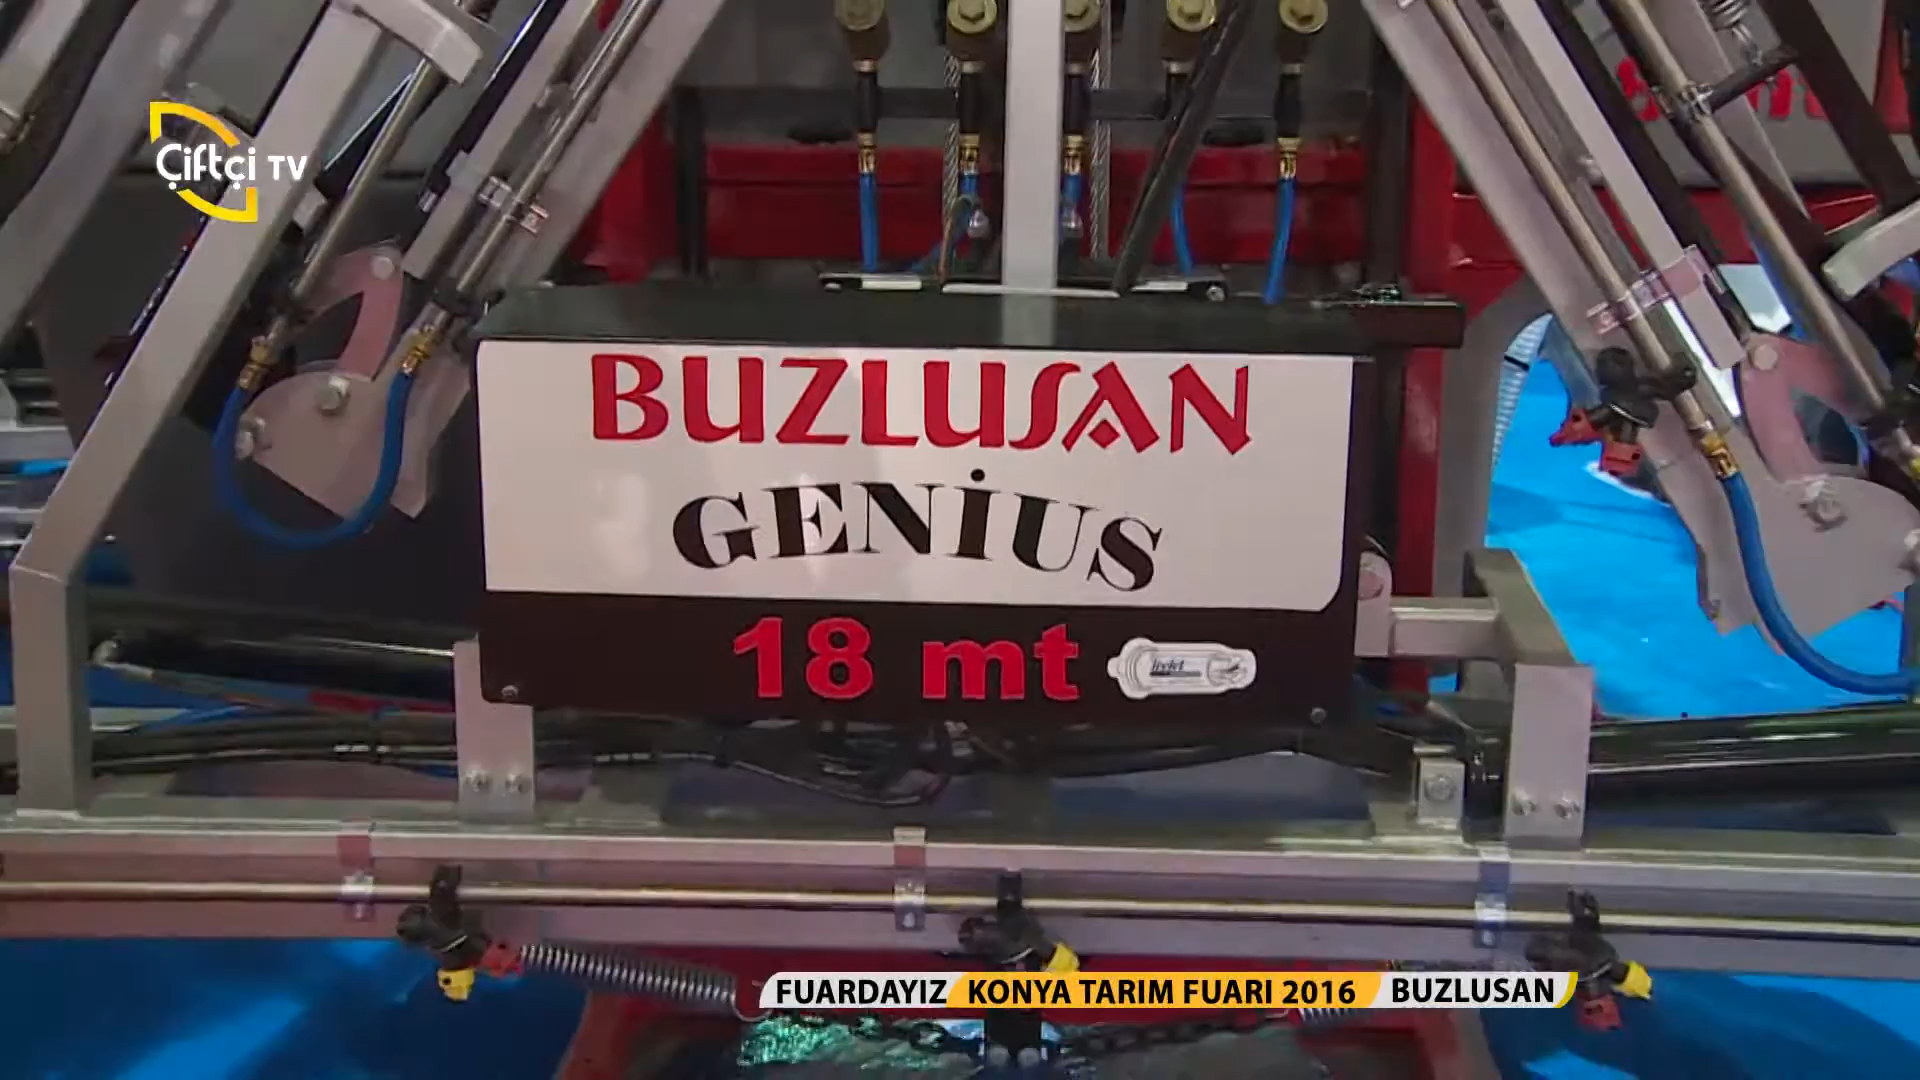 Çiftçi TV
BUZLUSAN
GENİUS
18 mt
FUARDAYIZ KONYA TARIM FUARI 2016 BUZLUSAN